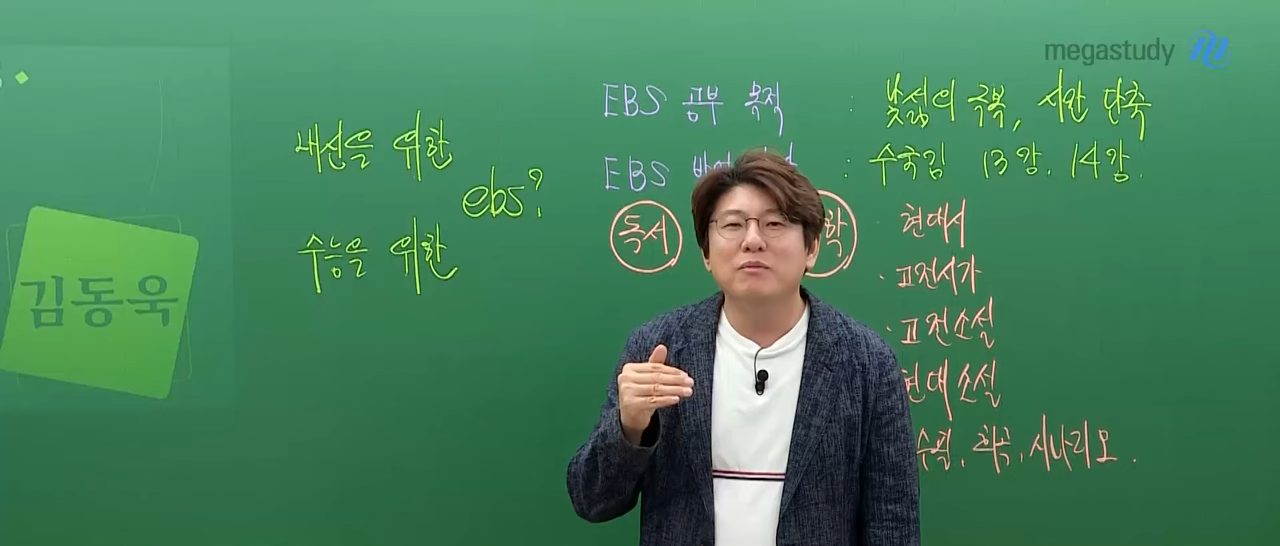 megastudy
김동욱
내신을 위한
ebs?
수능을 위한
EBS 공부 목적 : 낯섦의 극복, 시간 단축
EBS : 수국김 13강, 14강.
독서
학
· 현대시
· 고전시가
· 고전소설
현대소설
수필, 희곡, 시나리오.